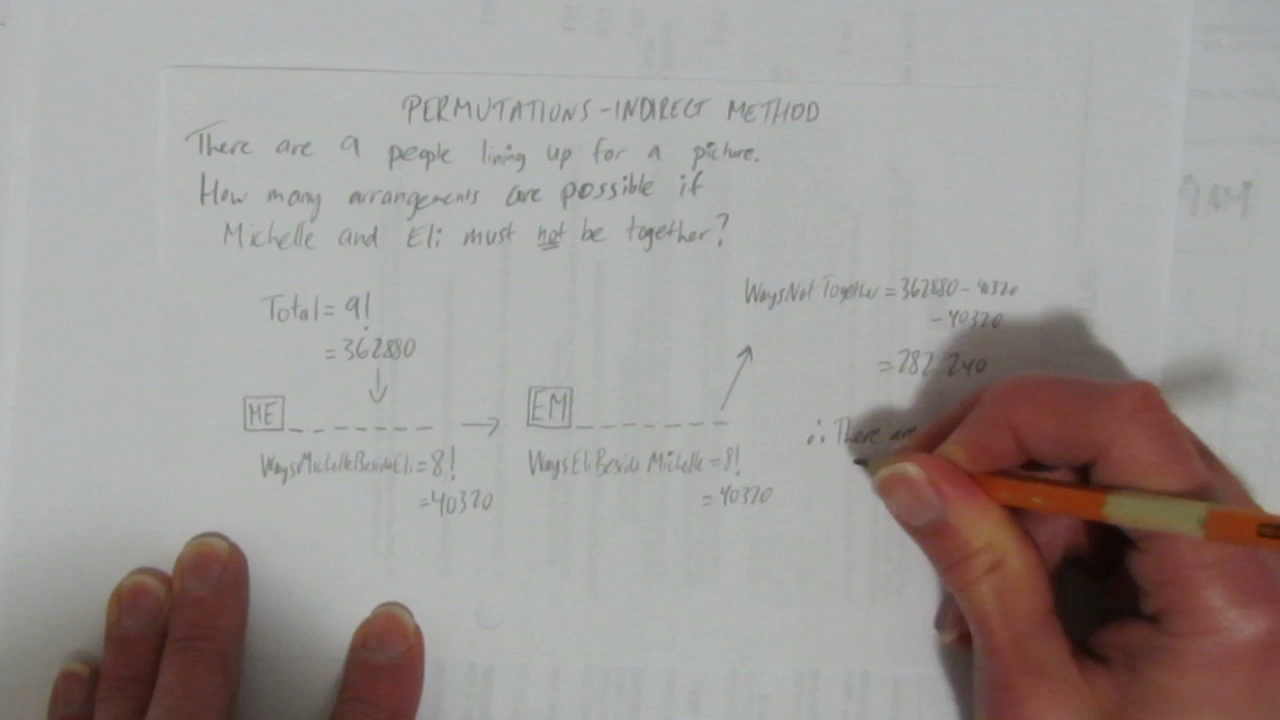 PERMUTATIONS-INDIRECT METHOD
There are 9 people lining up for a picture.
How many arrangements are possible if
Michelle and Eli must not be together?
Total = 9!
= 362880
ME
WaysMichelleBesideEli = 8!
= 40320
EM
WaysEliBesideMichelle = 8!
= 40320
WaysNotTogether = 362880 - 40320
- 40320
= 282 240
∴ There are